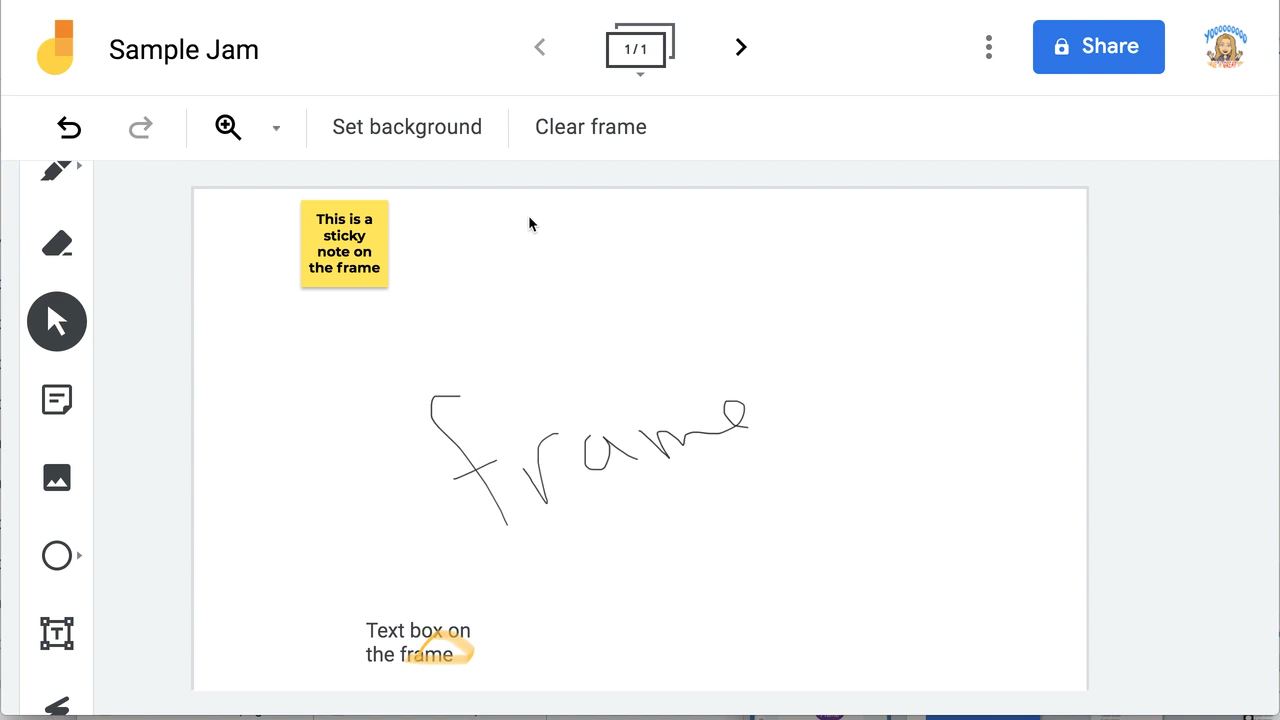 Sample Jam
1/1
Share
Set background
Clear frame
This is a
sticky
note on
the frame
frame
Text box on
the frame